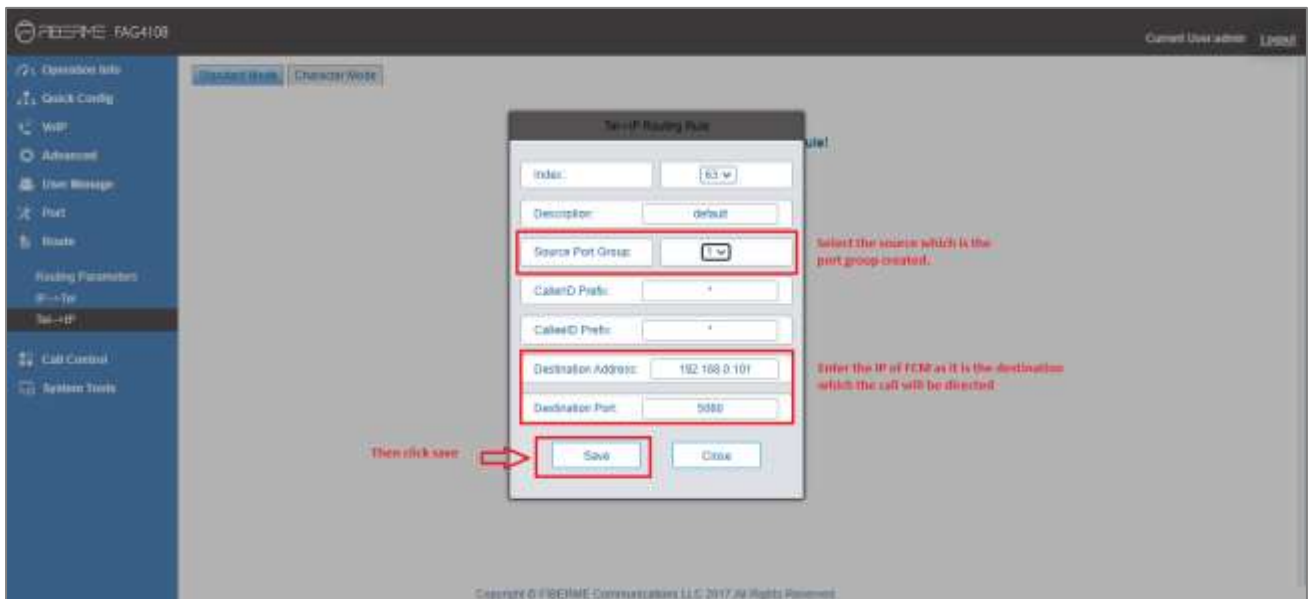 FIBERME FAG4108
Current User:admin Logout
Operation Info
Quick Config
VoIP
Advanced
User Manage
Port
Route
Routing Parameters
IP-->Tel
Tel-->IP
Call Control
System Tools
Standard Mode Character Mode
Tel-->IP Routing Rule
ule!
Index: 63
Description: default
Source Port Group: 1
CallerID Prefix: *
CalleeID Prefix: *
Destination Address: 192.168.0.101
Destination Port:
Save Close
Select the source which is the
port group created.
Enter the IP of FCM as it is the destination
which the call will be directed
Then click save
Copyright © FIBERME Communications LLC 2017 All Rights Reserved